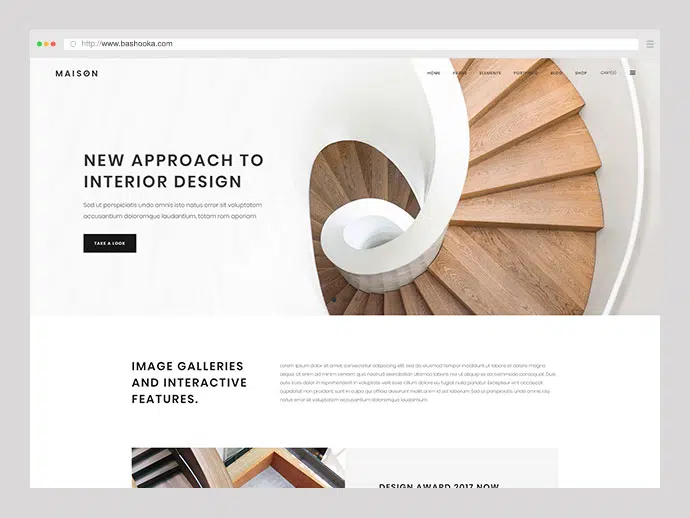 http://www.bashooka.com
MAISON
HOME PAGES ELEMENTS PORTFOLIO BLOG SHOP CART(0)
NEW APPROACH TO
INTERIOR DESIGN
Sed ut perspiciatis unda omnis isto natus error sit voluptatem
accusantium doloremque laudantium, totam rem aperiam
TAKE A LOOK
IMAGE GALLERIES
AND INTERACTIVE
FEATURES.
Lorem ipsum dolor sit amet, consectetur adipiscing elit, sed do eiusmod tempor incididunt ut labore et dolore magna
aliqua. Ut enim ad minim veniam, quis nostrud exercitation ullamco laboris nisi ut aliquip ex ea commodo consequat. Duis
aute irure dolor in reprehenderit in voluptate velit esse cillum dolore eu fugiat nulla pariatur. Excepteur sint occaecat
cupidatat non proident, sunt in culpa qui officia deserunt mollit anim id est laborum. Sed ut perspiciatis, unde omnis iste
natus error sit voluptatem accusantium doloremque laudantium.
DESIGN AWARD 2017 NOW